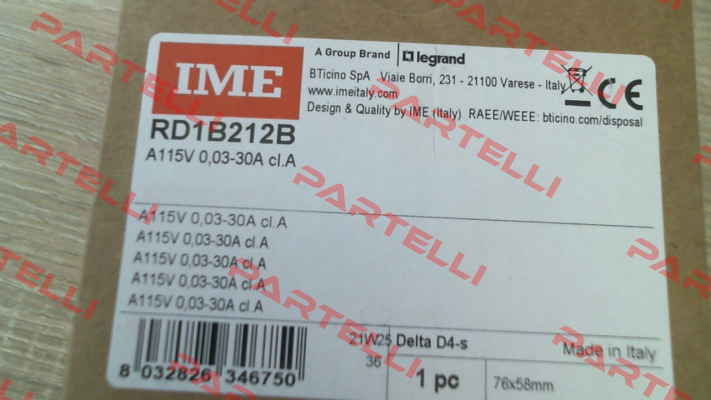 IME
A Group Brand legrand
BTicino SpA Viale Borri, 231 - 21100 Varese - Italy
www.imeitaly.com
Design & Quality by IME (Italy) RAEE/WEEE: bticino.com/disposal
CE
RD1B212B
A115V 0,03-30A cl.A
A115V 0,03-30A cl.A
A115V 0,03-30A cl.A
A115V 0,03-30A cl.A
A115V 0,03-30A cl.A
A115V 0,03-30A cl.A
21W25 Delta D4-s
Made in Italy
36
1 pc
76x58mm
8 032826 346750
PARTELLI
PARTELLI
PARTELLI
PARTELLI
PARTELLI
PARTELLI